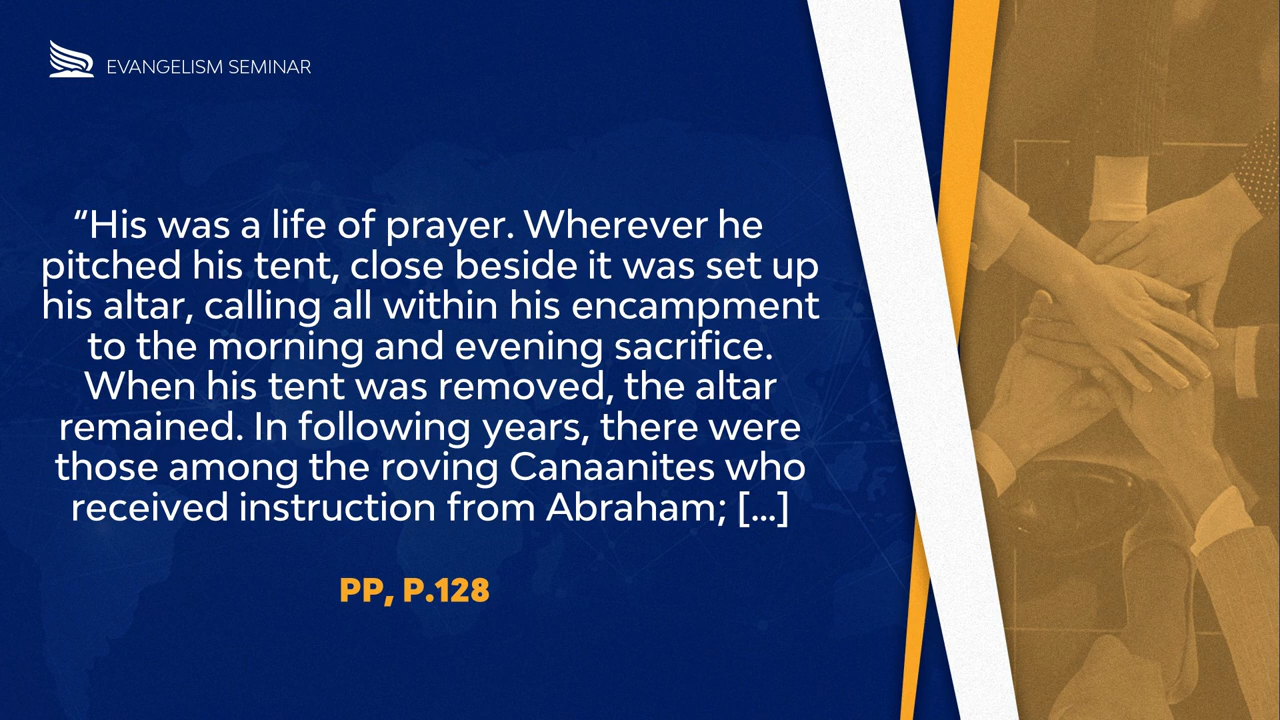 EVANGELISM SEMINAR
“His was a life of prayer. Wherever he
pitched his tent, close beside it was set up
his altar, calling all within his encampment
to the morning and evening sacrifice.
When his tent was removed, the altar
remained. In following years, there were
those among the roving Canaanites who
received instruction from Abraham; [...]
PP, P.128